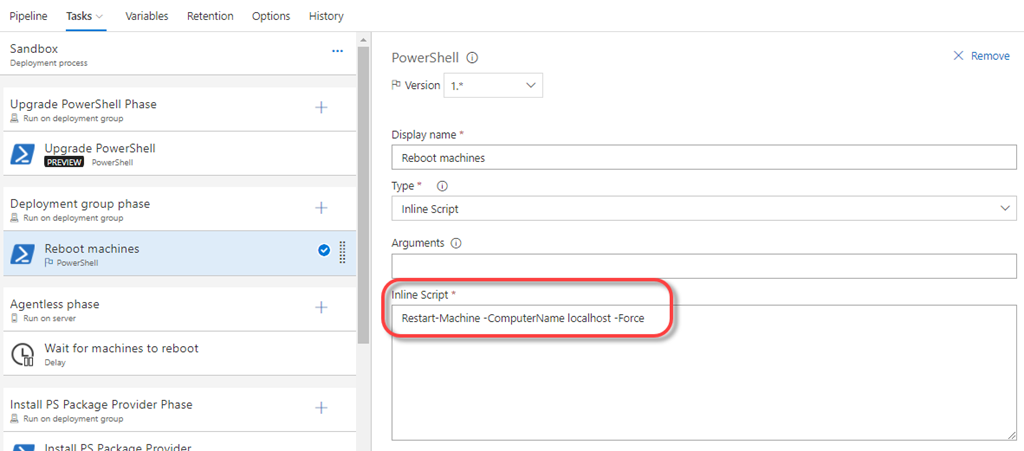 Pipeline Tasks Variables Retention Options History
Sandbox
Deployment process
Upgrade PowerShell Phase
Run on deployment group
Upgrade PowerShell
PREVIEW PowerShell
Deployment group phase
Run on deployment group
Reboot machines
PowerShell
Agentless phase
Run on server
Wait for machines to reboot
Delay
Install PS Package Provider Phase
Run on deployment group
Install PS Package Provider
PowerShell
Remove
Version 1.*
Display name *
Reboot machines
Type *
Inline Script
Arguments
Inline Script *
Restart-Machine -ComputerName localhost -Force